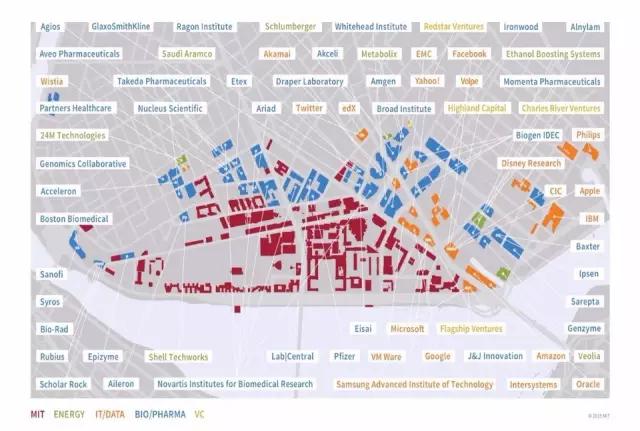 Agios GlaxoSmithKline Ragon Institute Schlumberger Whitehead Institute Redstar Ventures Ironwood Alnylam
Aveo Pharmaceuticals Saudi Aramco Akamai Akceli Metabolix EMC Facebook Ethanol Boosting Systems
Wistia Takeda Pharmaceuticals Etex Draper Laboratory Amgen Yahoo! Volpe Momenta Pharmaceuticals
Partners Healthcare Nucleus Scientific Ariad Twitter edX Broad Institute Highland Capital Charles River Ventures
24M Technologies Biogen IDEC Philips
Genomics Collaborative Disney Research
Acceleron CIC Apple
Boston Biomedical IBM
Baxter
Sanofi Ipsen
Syros Sarepta
Bio-Rad Eisai Microsoft Flagship Ventures Genzyme
Rubius Epizyme Shell Techworks Lab|Central Pfizer VM Ware Google J&J Innovation Amazon Veolia
Scholar Rock Aileron Novartis Institutes for Biomedical Research Samsung Advanced Institute of Technology Intersystems Oracle
MIT ENERGY IT/DATA BIO/PHARMA VC